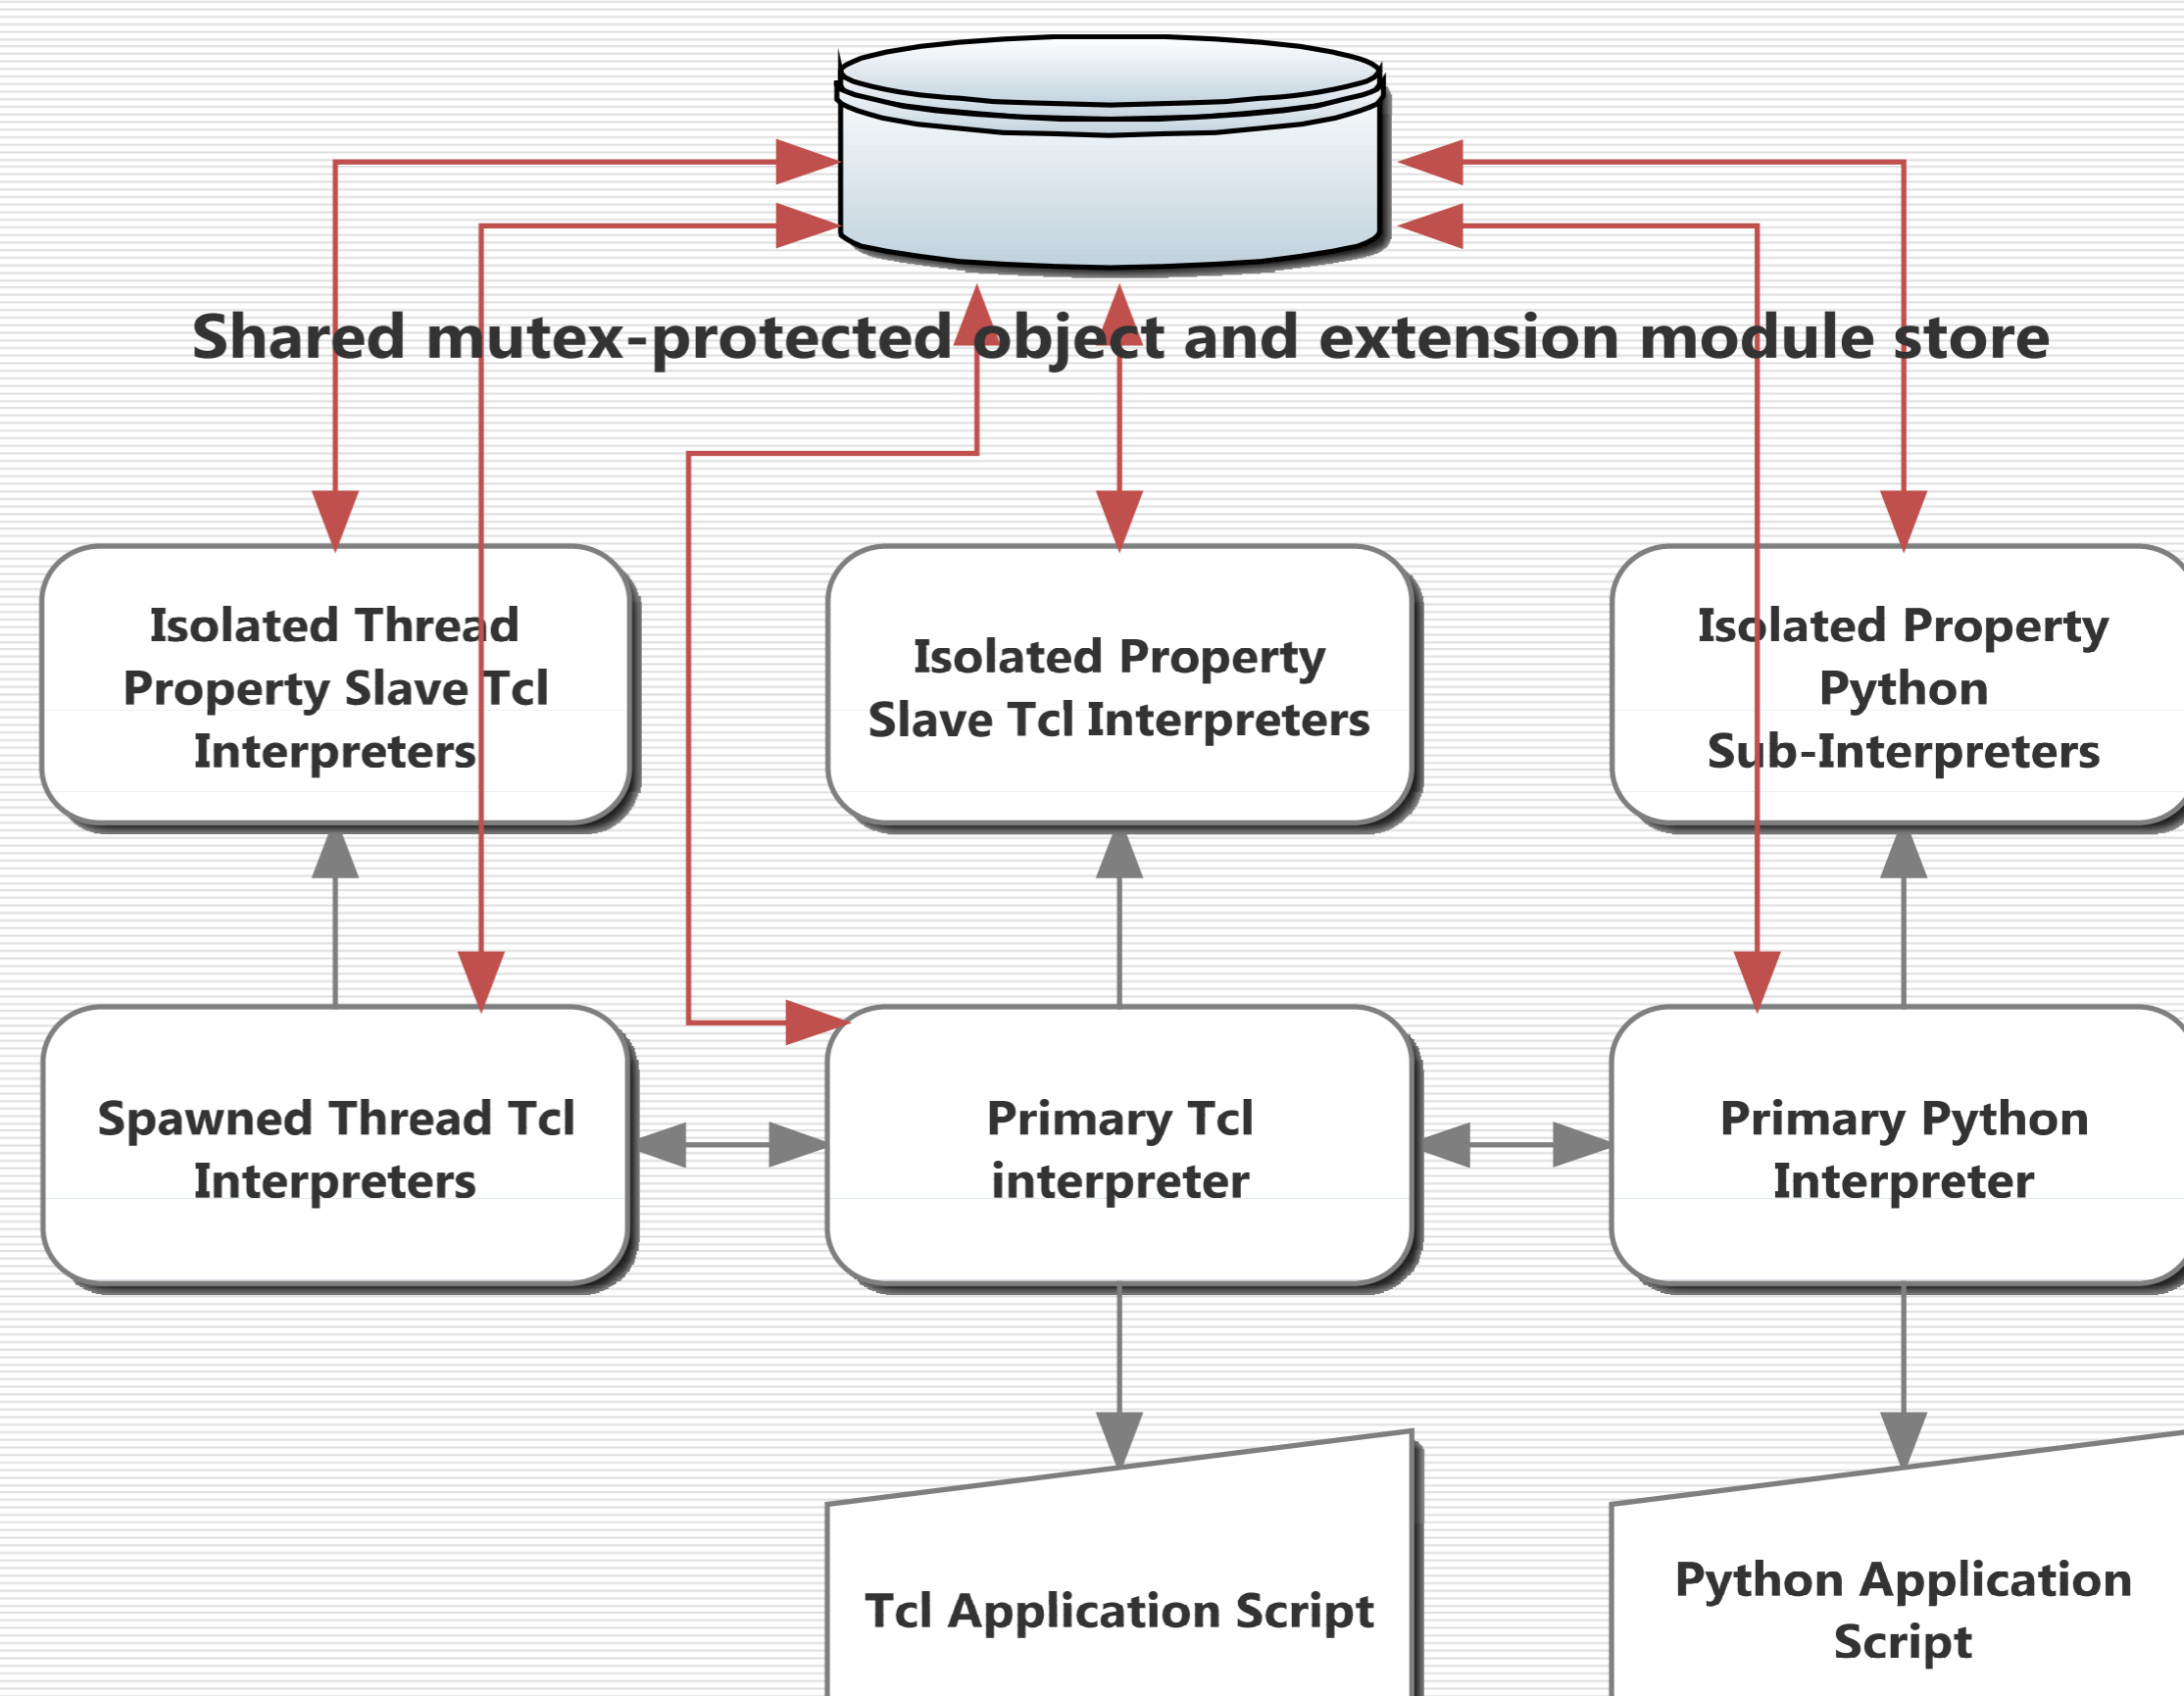 Shared mutex-protected object and extension module store
Isolated Thread
Property Slave Tcl
Interpreters
Isolated Property
Slave Tcl Interpreters
Isolated Property
Python
Sub-Interpreters
Spawned Thread Tcl
Interpreters
Primary Tcl
interpreter
Primary Python
Interpreter
Tcl Application Script
Python Application
Script